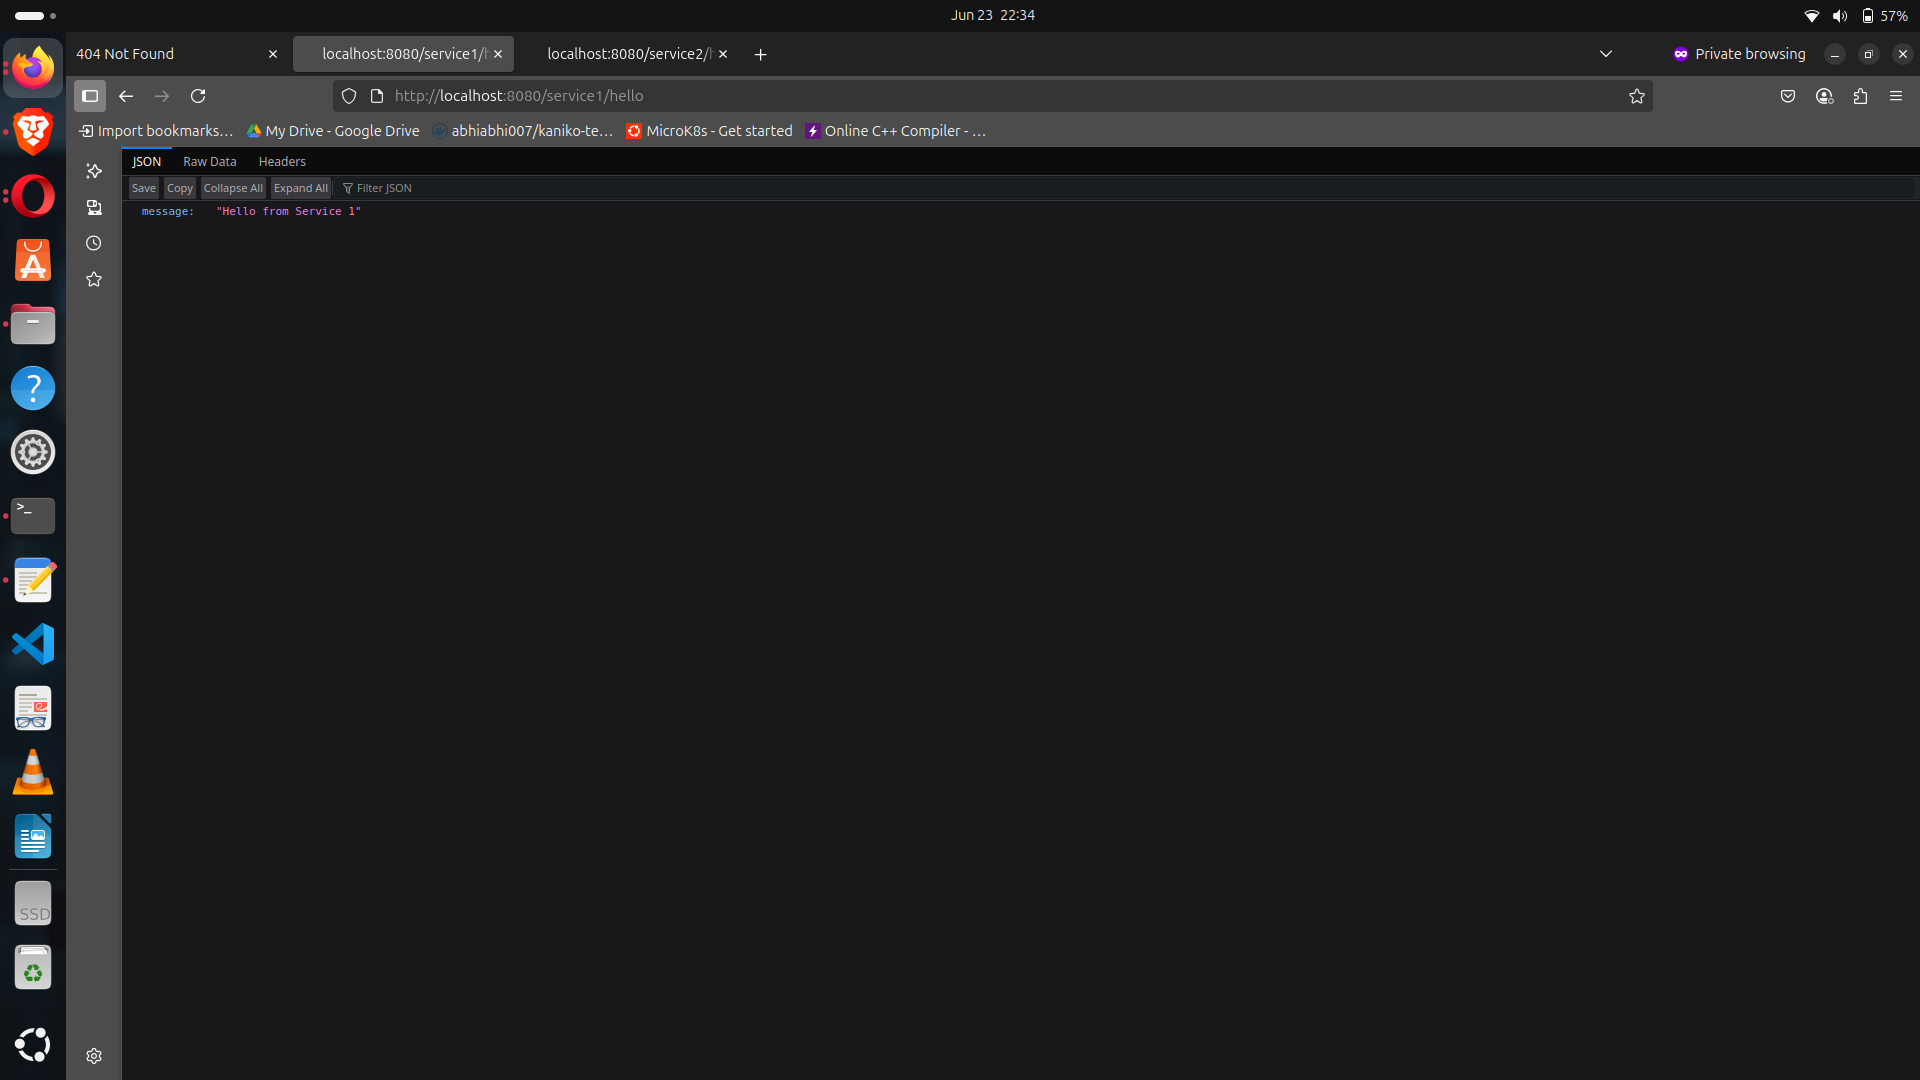 Jun 23 22:34
57%
404 Not Found
localhost:8080/service1/h
localhost:8080/service2/h
Private browsing
http://localhost:8080/service1/hello
Import bookmarks…
My Drive - Google Drive
abhiabhi007/kaniko-te…
MicroK8s - Get started
Online C++ Compiler - …
JSON
Raw Data
Headers
Save
Copy
Collapse All
Expand All
Filter JSON
message: "Hello from Service 1"
>_
SSD